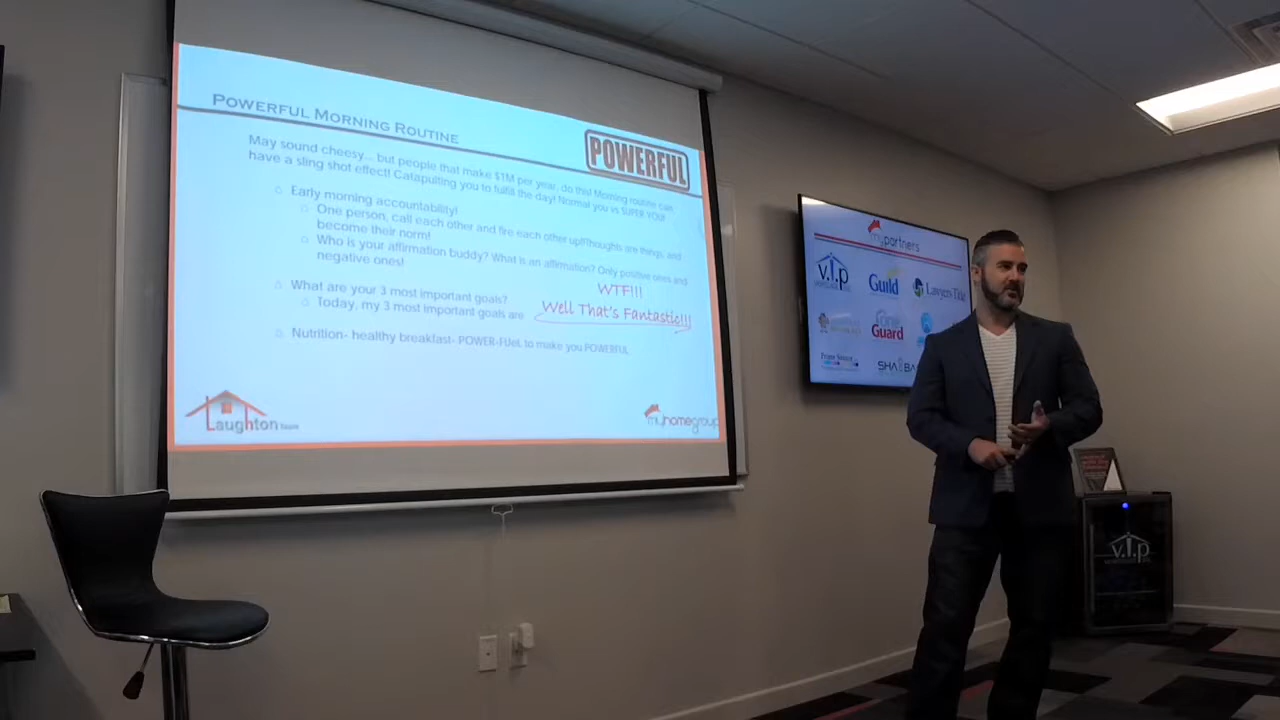 POWERFUL MORNING ROUTINE
POWERFUL
May sound cheesy... but people that make $1M per year, do this! Morning routine can
have a sling shot effect! Catapulting you to fulfill the day! Normal you vs SUPER YOU!
Early morning accountability!
One person, call each other and fire each other up!!Thoughts are things, and
become their norm!
Who is your affirmation buddy? What is an affirmation? Only positive ones and
negative ones!
WTF!!!
What are your 3 most important goals?
Today, my 3 most important goals are
Well That's Fantastic!!!
Nutrition- healthy breakfast- POWER-FUeL to make you POWERFUL
Laughton Team
myhomegroup
mypartners
v.i.p
Guild
Lawyers Title
Guard
SHA BA
v.i.p